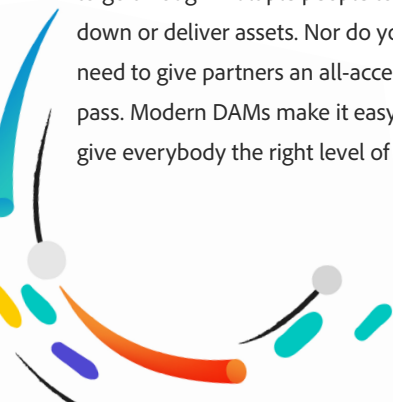 down or deliver assets. Nor do
need to give partners an all-acce
pass. Modern DAMs make it easy
give everybody the right level of